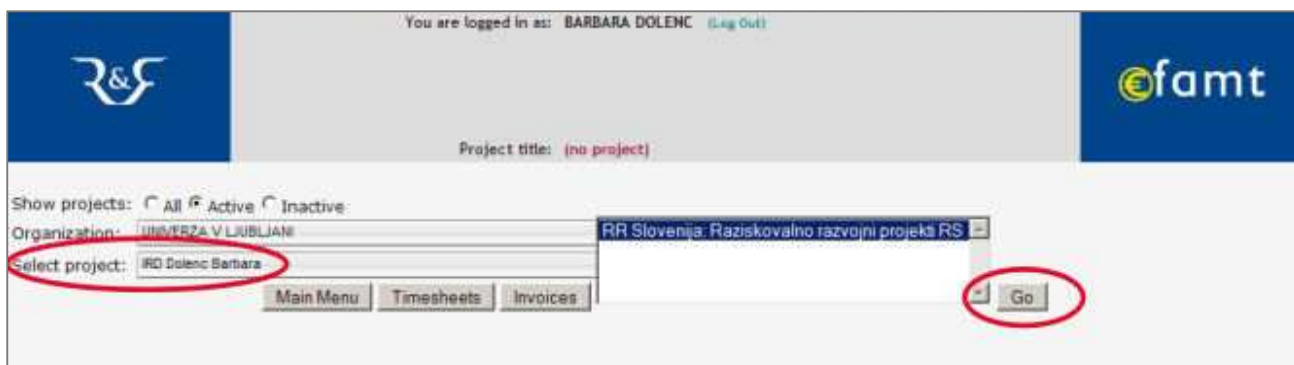 You are logged in as: BARBARA DOLENC (Log Out)
R&F
€famt
Project title: (no project)
Show projects: All Active Inactive
Organization: UNIVERZA V LJUBLJANI
RR Slovenija: Raziskovalno razvojni projekti RS
Select project: IRD Dolenc Barbara
Main Menu Timesheets Invoices Go